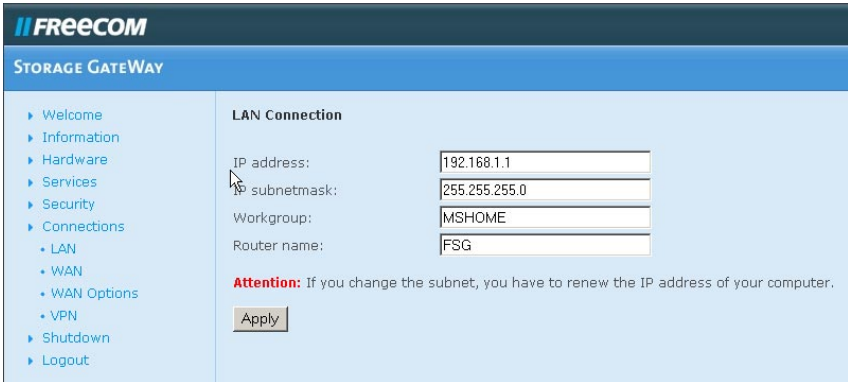 FREECOM
STORAGE GATEWAY
Welcome
Information
Hardware
Services
Security
Connections
LAN
WAN
WAN Options
VPN
Shutdown
Logout
LAN Connection
IP address: 192.168.1.1
IP subnetmask: 255.255.255.0
Workgroup: MSHOME
Router name: FSG
Attention: If you change the subnet, you have to renew the IP address of your computer.
Apply